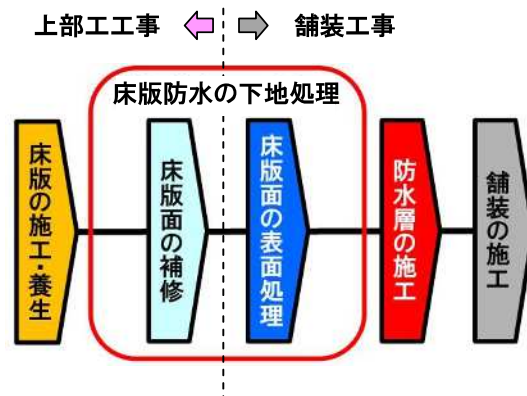 上部工工事
舗装工事
床版防水の下地処理
床版の施工・養生
床版面の補修
床版面の表面処理
防水層の施工
舗装の施工